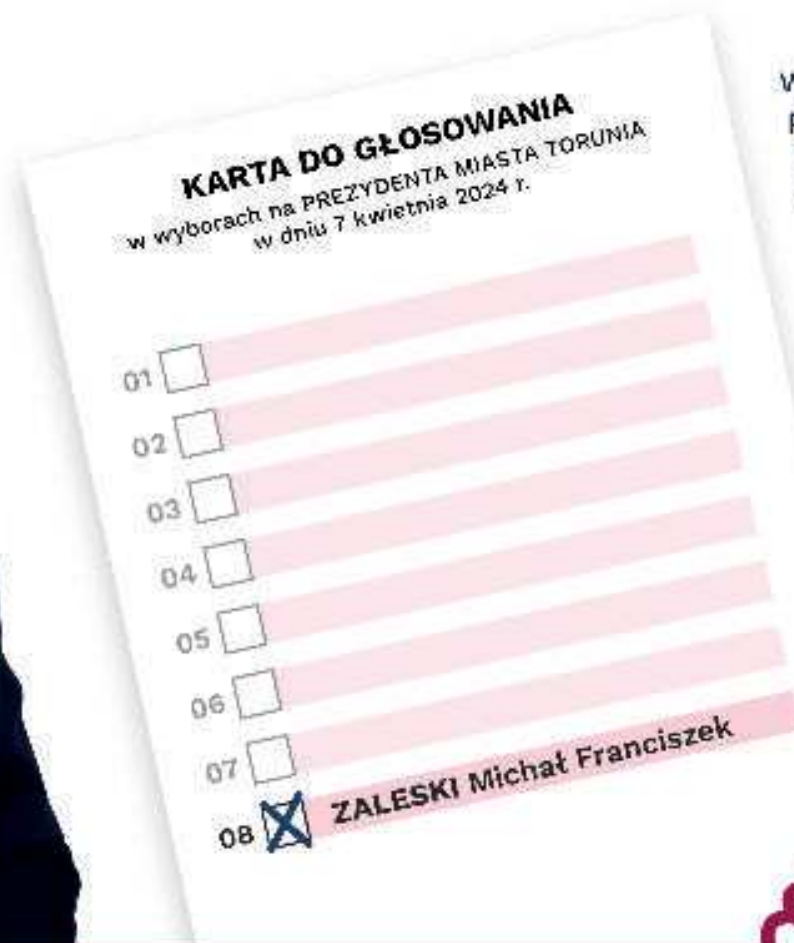 KARTA DO GŁOSOWANIA
w wyborach na PREZYDENTA MIASTA TORUNIA
w dniu 7 kwietnia 2024 r.
01
02
03
04
05
06
07
08 ZALESKI Michał Franciszek